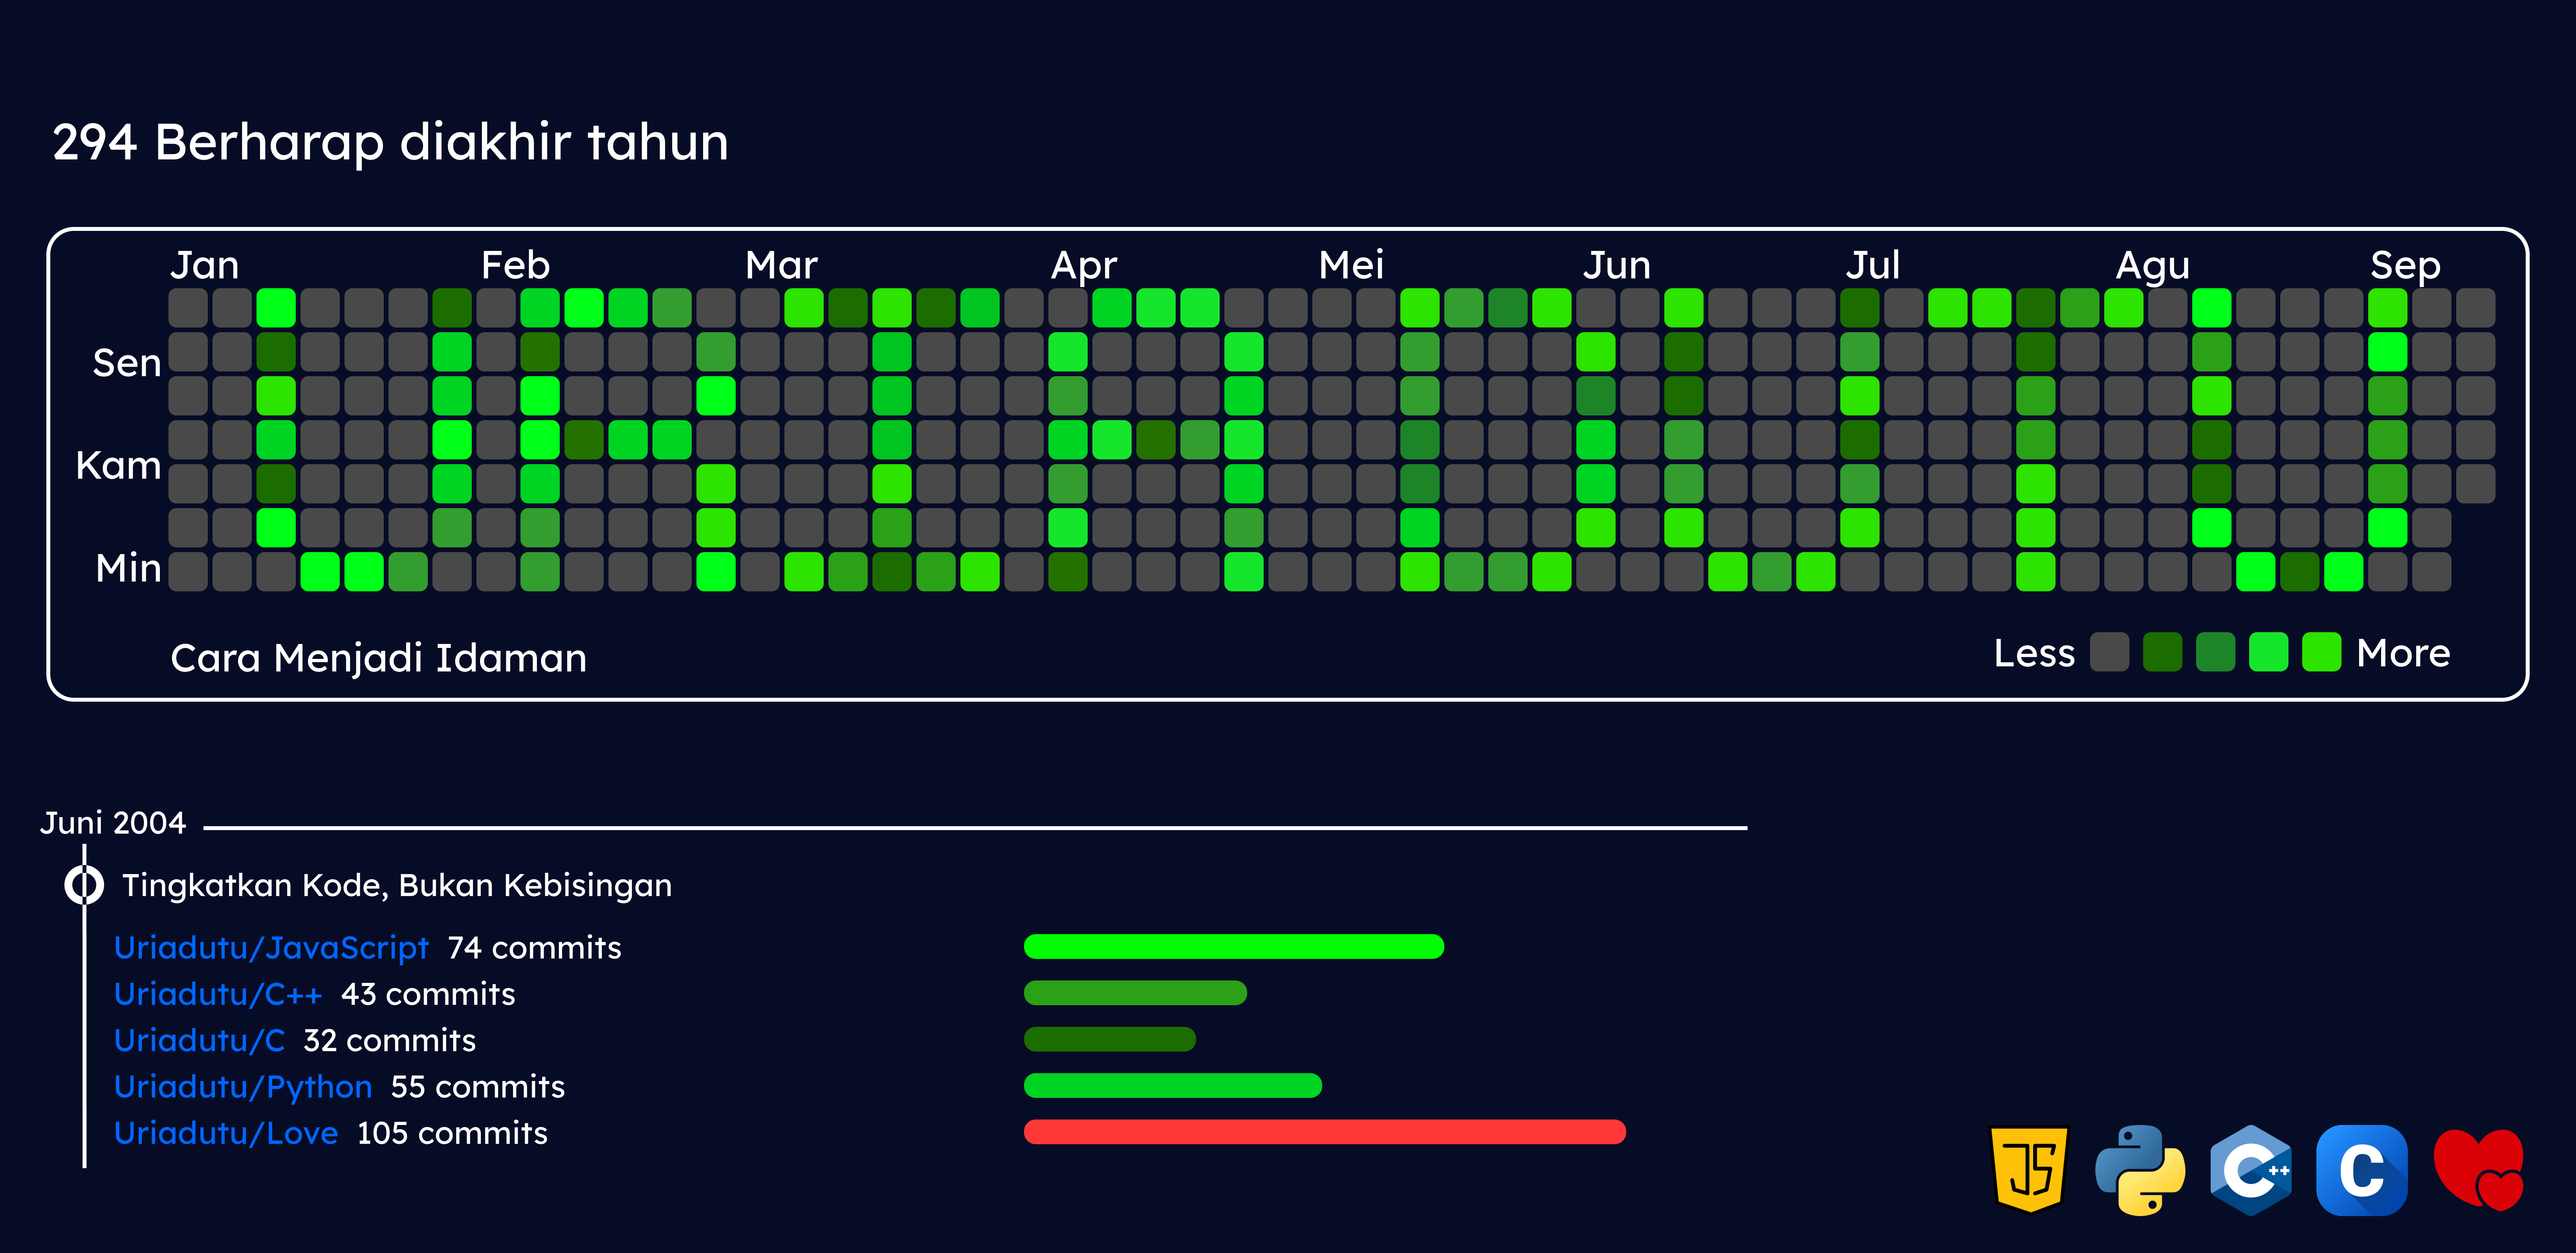 294 Berharap diakhir tahun
Jan Feb Mar Apr Mei Jun Jul Agu Sep
Sen
Kam
Min
Cara Menjadi Idaman
Less More
Juni 2004
Tingkatkan Kode, Bukan Kebisingan
Uriadutu/JavaScript 74 commits
Uriadutu/C++ 43 commits
Uriadutu/C 32 commits
Uriadutu/Python 55 commits
Uriadutu/Love 105 commits
JS C++ C